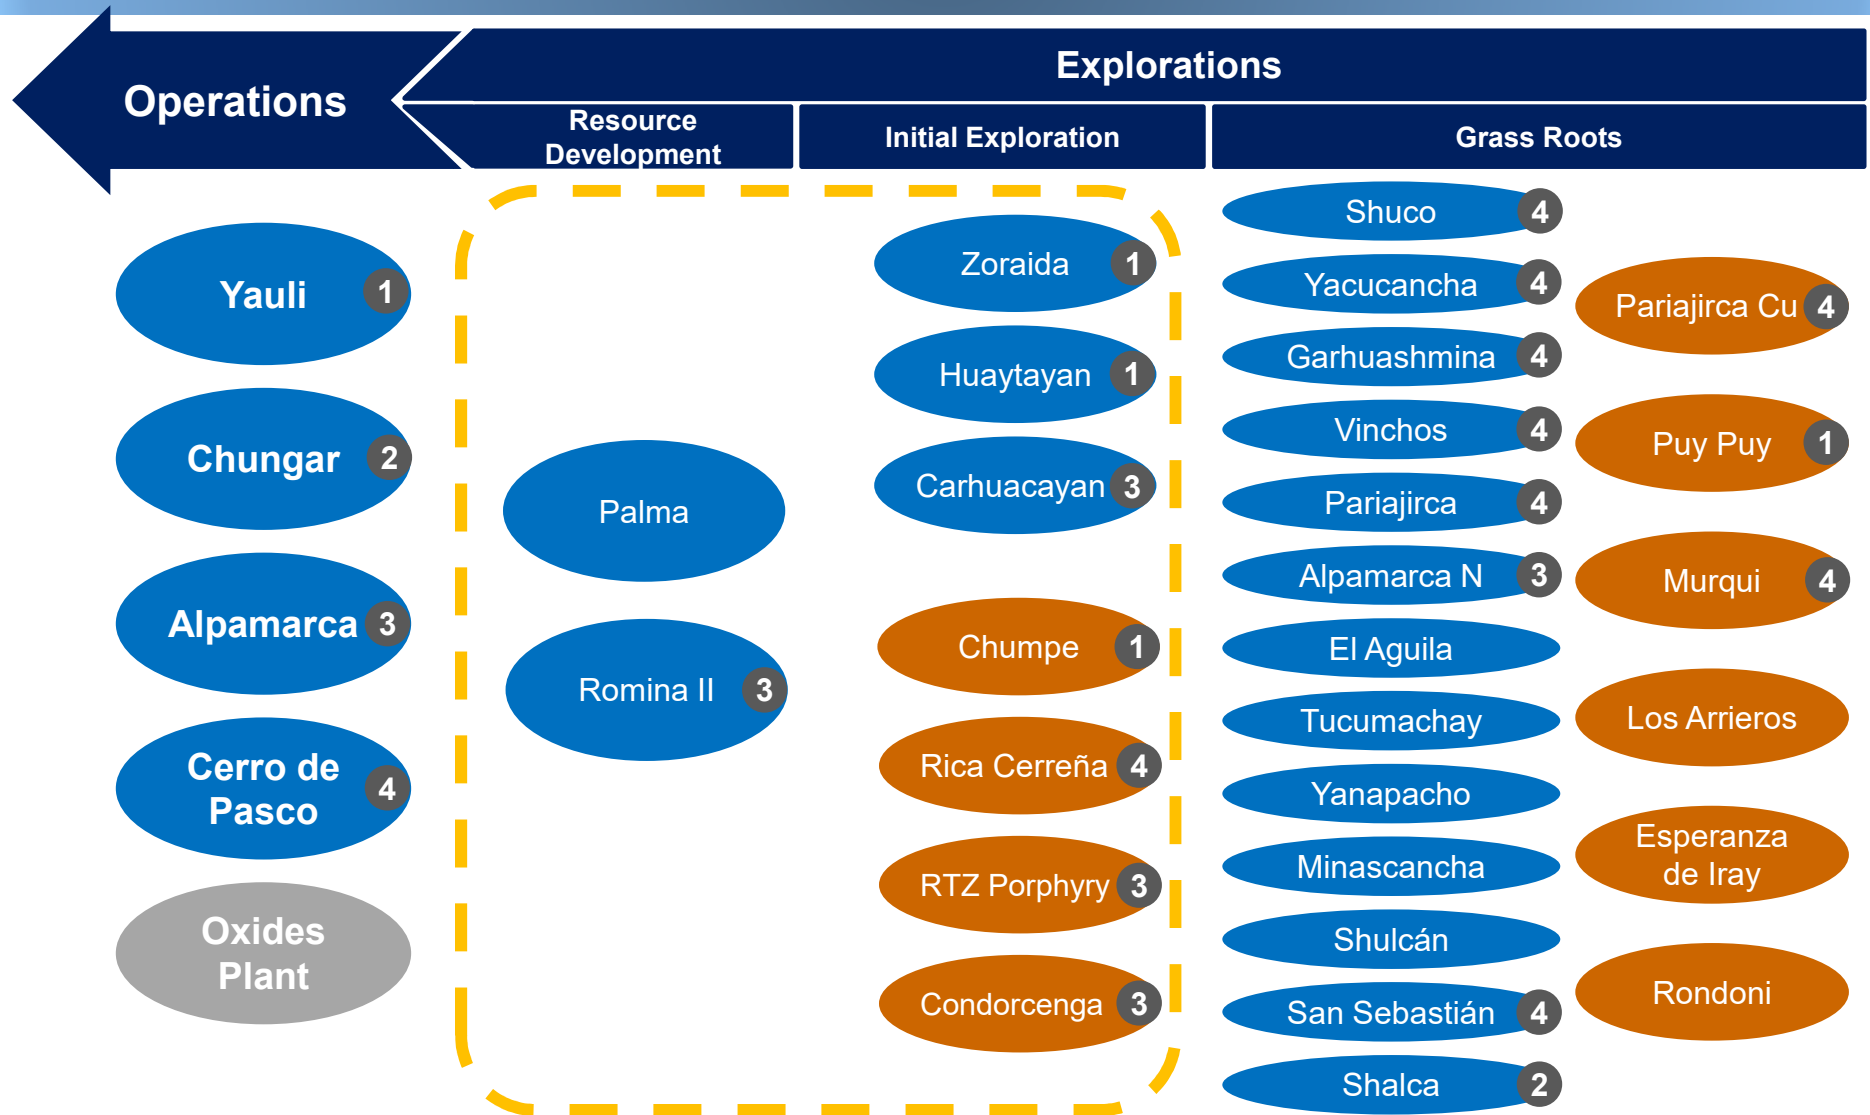 Operations
Explorations
Resource
Development
Initial Exploration
Grass Roots
Yauli 1
Chungar 2
Alpamarca 3
Cerro de
Pasco 4
Oxides
Plant
Palma
Romina II 3
Zoraida 1
Huaytayan 1
Carhuacayan 3
Chumpe 1
Rica Cerreña 4
RTZ Porphyry 3
Condorcenga 3
Shuco 4
Yacucancha 4
Garhuashmina 4
Vinchos 4
Pariajirca 4
Alpamarca N 3
El Aguila
Tucumachay
Yanapacho
Minascancha
Shulcán
San Sebastián 4
Shalca 2
Pariajirca Cu 4
Puy Puy 1
Murqui 4
Los Arrieros
Esperanza
de Iray
Rondoni